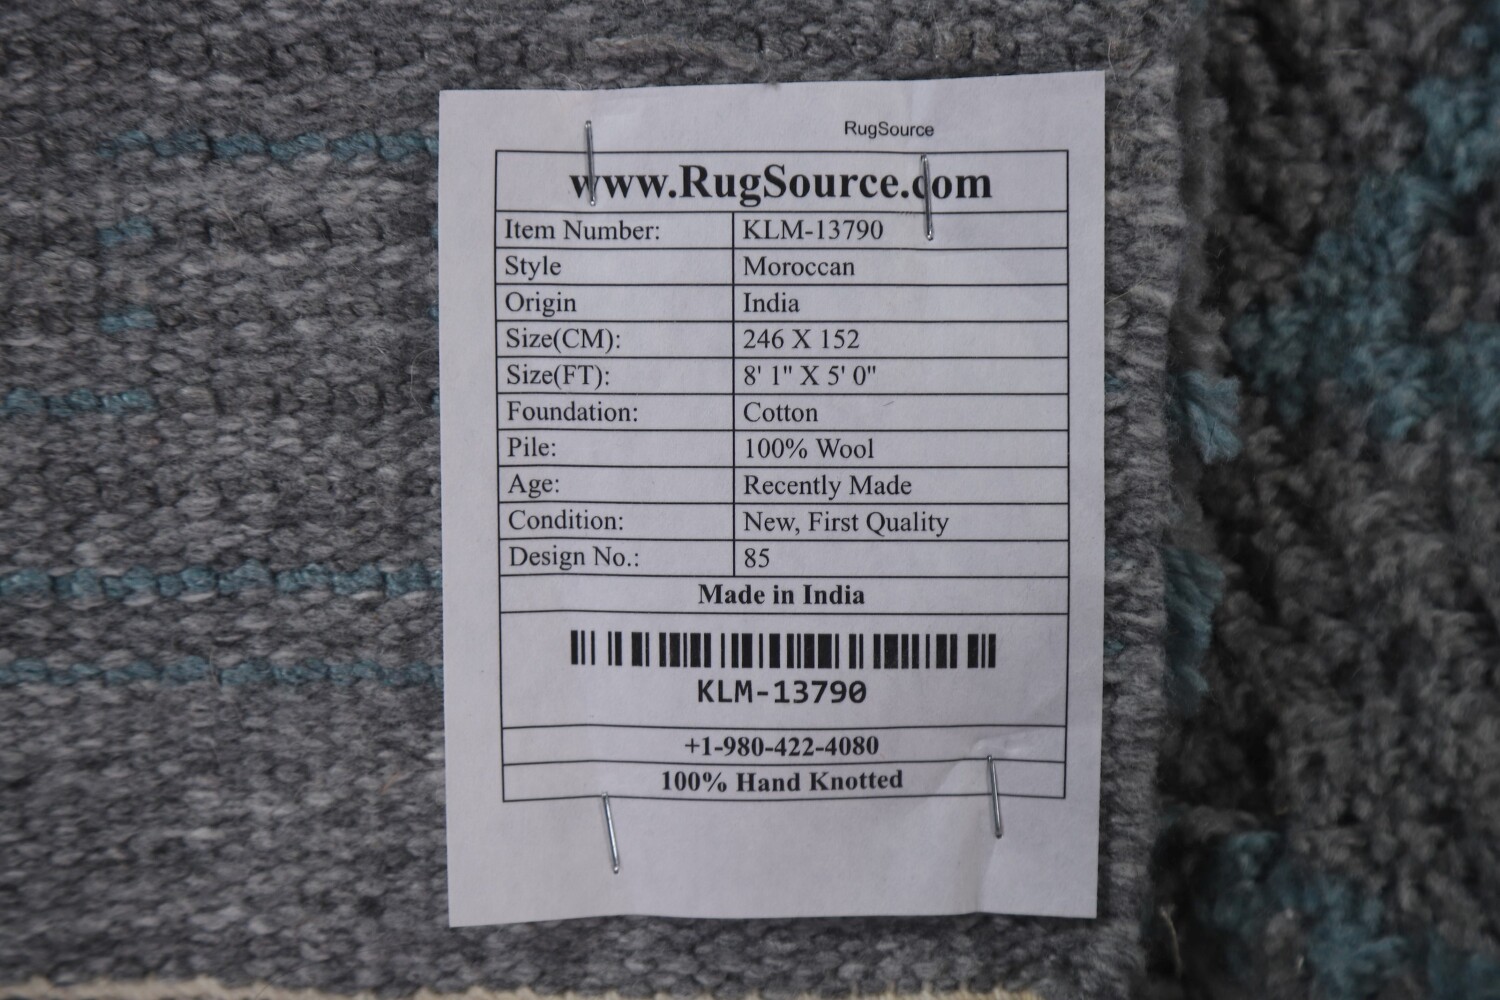 RugSource
www.RugSource.com
Item Number: KLM-13790
Style Moroccan
Origin India
Size(CM): 246 X 152
Size(FT): 8' 1" X 5' 0"
Foundation: Cotton
Pile: 100% Wool
Age: Recently Made
Condition: New, First Quality
Design No.: 85
Made in India
KLM-13790
+1-980-422-4080
100% Hand Knotted